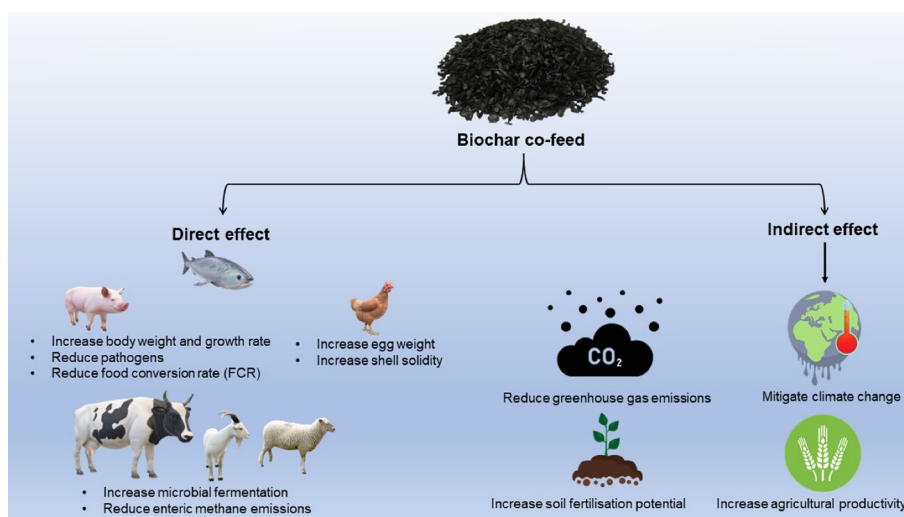 Biochar co-feed
Direct effect
Indirect effect
• Increase body weight and growth rate
• Reduce pathogens
• Reduce food conversion rate (FCR)
• Increase egg weight
• Increase shell solidity
CO₂
Reduce greenhouse gas emissions
Mitigate climate change
• Increase microbial fermentation
• Reduce enteric methane emissions
Increase soil fertilisation potential
Increase agricultural productivity